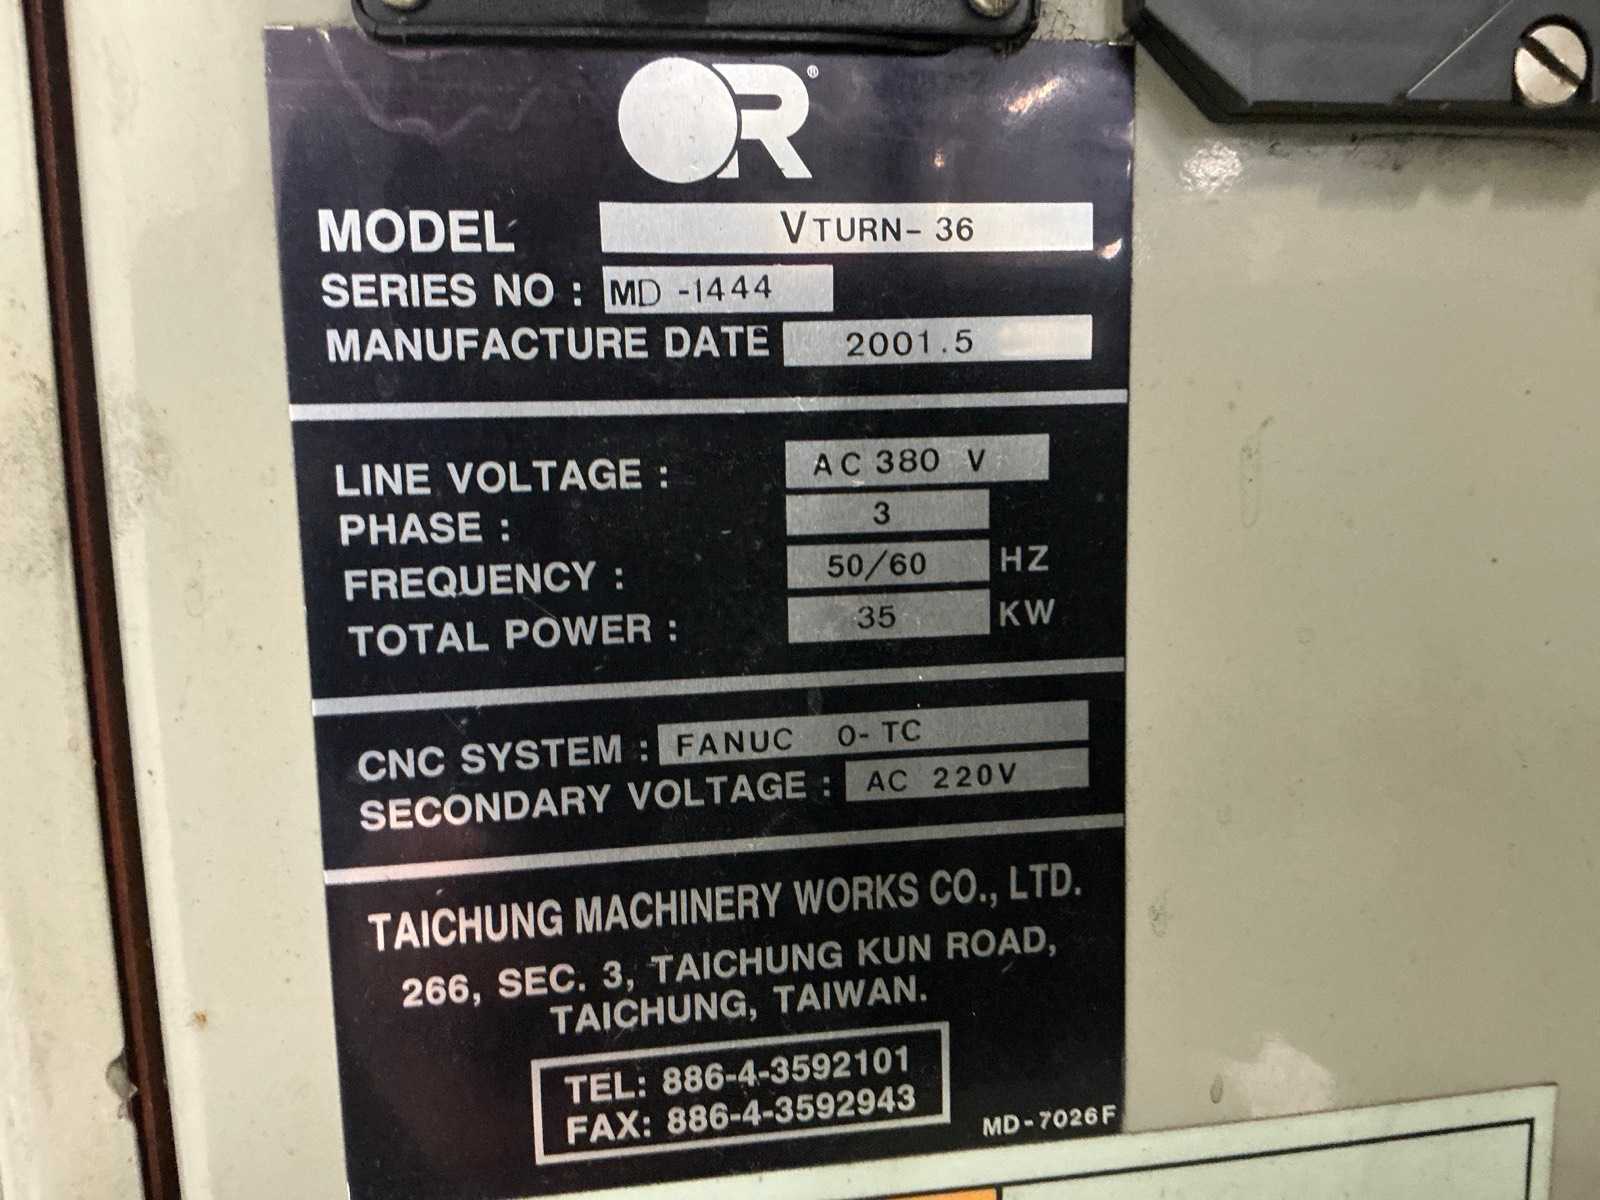 R®
MODEL VTURN-36
SERIES NO : MD -1444
MANUFACTURE DATE 2001.5
LINE VOLTAGE : AC 380 V
PHASE : 3
FREQUENCY : 50/60 HZ
TOTAL POWER : 35 KW
CNC SYSTEM : FANUC 0-TC
SECONDARY VOLTAGE : AC 220V
TAICHUNG MACHINERY WORKS CO., LTD.
266, SEC. 3, TAICHUNG KUN ROAD,
TAICHUNG, TAIWAN.
TEL: 886-4-3592101
FAX: 886-4-3592943
MD-7026F